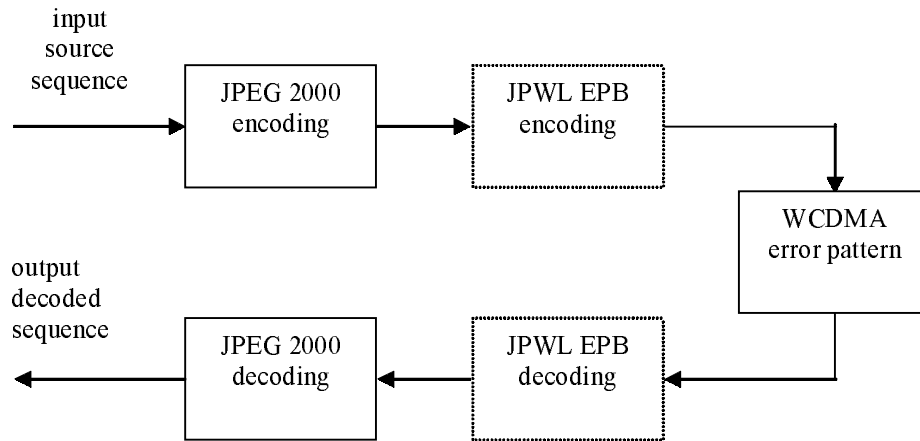 input
source
sequence
JPEG 2000
encoding
JPWL EPB
encoding
WCDMA
error pattern
output
decoded
sequence
JPEG 2000
decoding
JPWL EPB
decoding